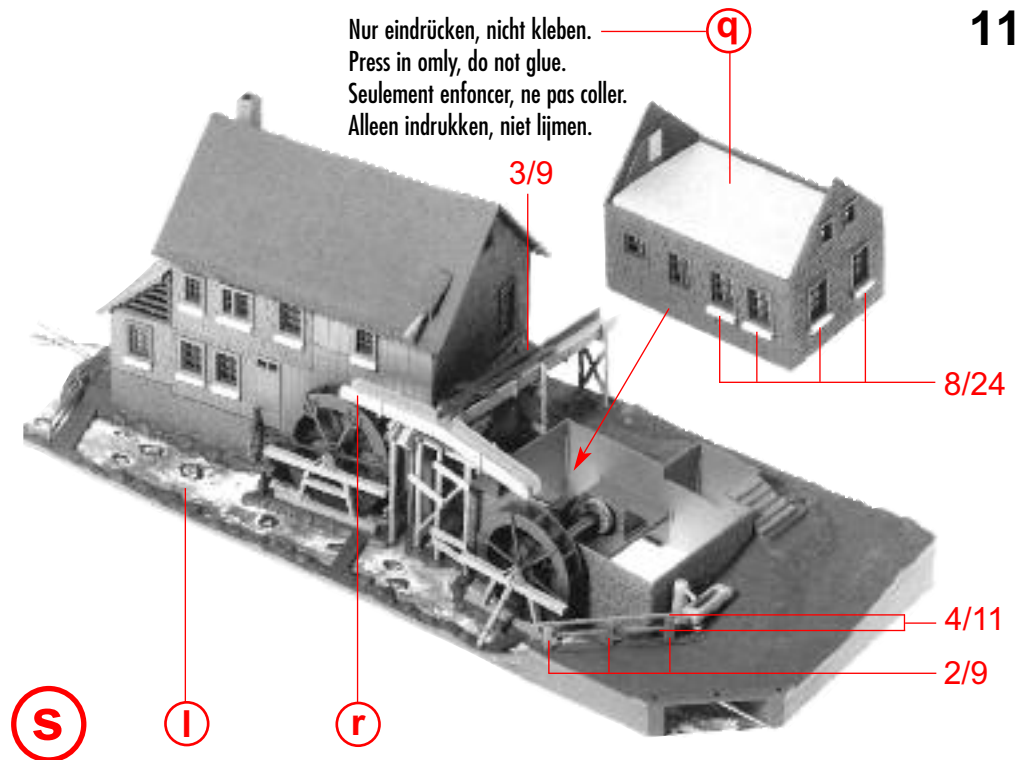 Nur eindrücken, nicht kleben.
q
11
Press in omly, do not glue.
Seulement enfoncer, ne pas coller.
Alleen indrukken, niet lijmen.
3/9
8/24
4/11
2/9
s
l
r